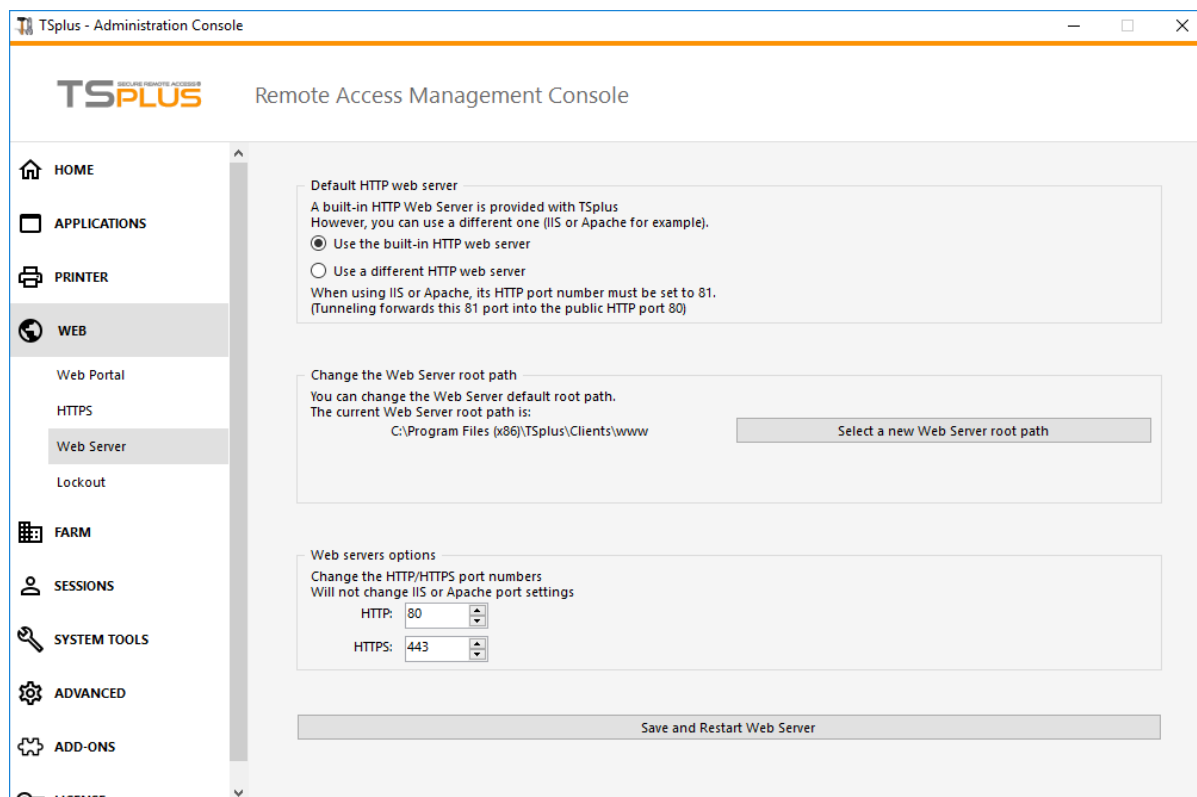 TSplus - Administration Console
TSPLUS
SECURE REMOTE ACCESS®
Remote Access Management Console
HOME
APPLICATIONS
PRINTER
WEB
Web Portal
HTTPS
Web Server
Lockout
FARM
SESSIONS
SYSTEM TOOLS
ADVANCED
ADD-ONS
Default HTTP web server
A built-in HTTP Web Server is provided with TSplus
However, you can use a different one (IIS or Apache for example).
Use the built-in HTTP web server
Use a different HTTP web server
When using IIS or Apache, its HTTP port number must be set to 81.
(Tunneling forwards this 81 port into the public HTTP port 80)
Change the Web Server root path
You can change the Web Server default root path.
The current Web Server root path is:
C:\Program Files (x86)\TSplus\Clients\www
Select a new Web Server root path
Web servers options
Change the HTTP/HTTPS port numbers
Will not change IIS or Apache port settings
HTTP: 80
HTTPS: 443
Save and Restart Web Server